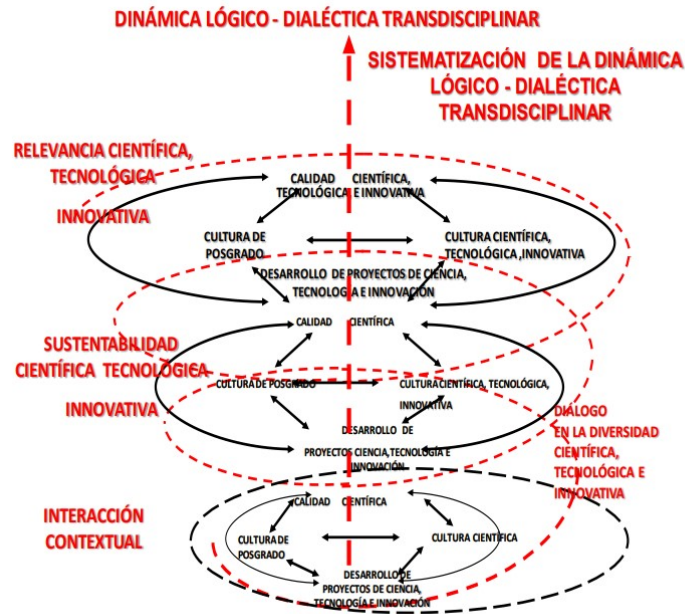 DINÁMICA LÓGICO - DIALÉCTICA TRANSDISCIPLINAR
SISTEMATIZACIÓN DE LA DINÁMICA
LÓGICO - DIALÉCTICA
TRANSDISCIPLINAR
RELEVANCIA CIENTÍFICA,
TECNOLÓGICA
INNOVATIVA
CALIDAD CIENTÍFICA,
TECNOLÓGICA E INNOVATIVA
CULTURA DE
POSGRADO
CULTURA CIENTÍFICA,
TECNOLÓGICA ,INNOVATIVA
DESARROLLO DE PROYECTOS DE CIENCIA,
TECNOLOGIA E INNOVACIÓN
CALIDAD CIENTÍFICA
SUSTENTABILIDAD
CIENTÍFICA TECNOLÓGICA
INNOVATIVA
CULTURA DE POSGRADO
CULTURA CIENTÍFICA, TECNOLÓGICA,
INNOVATIVA
DESARROLLO DE
PROYECTOS CIENCIA,TECNOLOGÍA E
INNOVACIÓN
DIÁLOGO
EN LA DIVERSIDAD
CIENTÍFICA,
TECNOLÓGICA E
INNOVATIVA
INTERACCIÓN
CONTEXTUAL
CALIDAD CIENTÍFICA
CULTURA DE
POSGRADO
CULTURA CIENTÍFICA
DESARROLLO DE
PROYECTOS DE CIENCIA,
TECNOLOGÍA E INNOVACIÓN